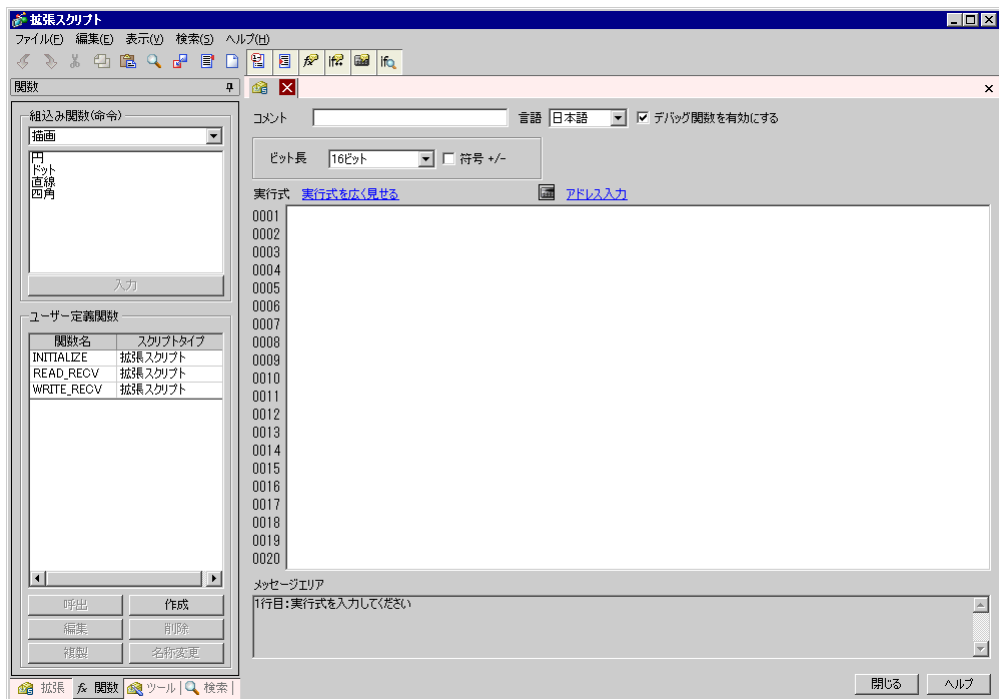 拡張スクリプト
ファイル(F) 編集(E) 表示(V) 検索(S) ヘルプ(H)
関数
組込み関数(命令)
描画
円
ドット
直線
四角
入力
ユーザー定義関数
関数名 スクリプトタイプ
INITIALIZE 拡張スクリプト
READ_RECV 拡張スクリプト
WRITE_RECV 拡張スクリプト
呼出 作成
編集 削除
複製 名称変更
拡張 関数 ツール 検索
コメント 言語 日本語 デバッグ関数を有効にする
ビット長 16ビット 符号 +/-
実行式 実行式を広く見せる アドレス入力
0001
0002
0003
0004
0005
0006
0007
0008
0009
0010
0011
0012
0013
0014
0015
0016
0017
0018
0019
0020
メッセージエリア
1行目:実行式を入力してください
閉じる ヘルプ